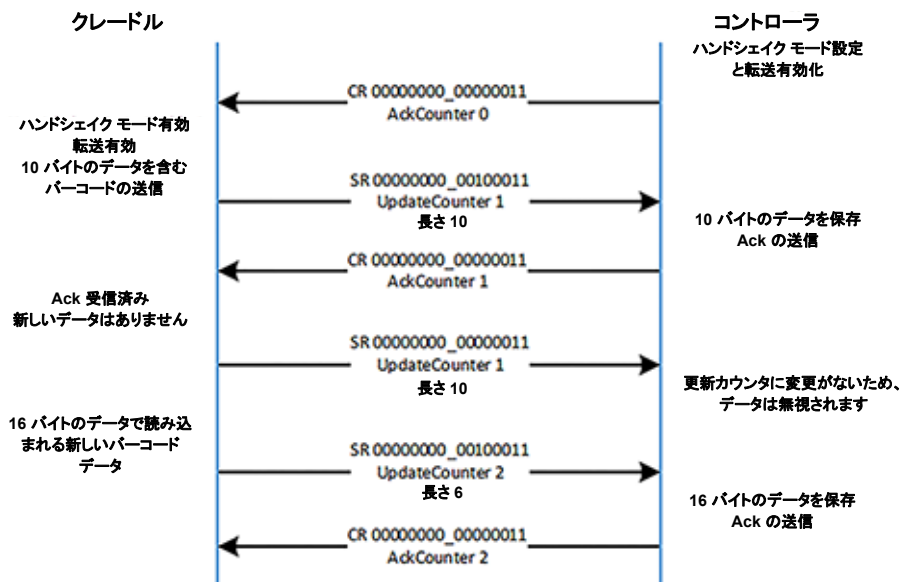 クレードル
コントローラ
ハンドシェイク モード設定
と転送有効化
CR 00000000_00000011
AckCounter 0
ハンドシェイク モード有効
転送有効
10 バイトのデータを含む
バーコードの送信
SR 00000000_00100011
UpdateCounter 1
長さ 10
10 バイトのデータを保存
Ack の送信
CR 00000000_00000011
AckCounter 1
Ack 受信済み
新しいデータはありません
SR 00000000_00000011
UpdateCounter 1
長さ 10
更新カウンタに変更がないため、
データは無視されます
16 バイトのデータで読み込
まれる新しいバーコード
データ
SR 00000000_00100011
UpdateCounter 2
長さ 6
16 バイトのデータを保存
Ack の送信
CR 00000000_00000011
AckCounter 2